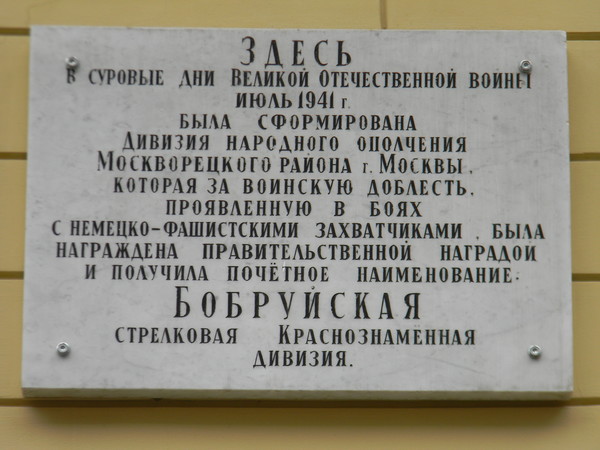 ЗДЕСЬ
В СУРОВЫЕ ДНИ ВЕЛИКОЙ ОТЕЧЕСТВЕННОЙ ВОЙНЫ
ИЮЛЬ 1941 г.
БЫЛА СФОРМИРОВАНА
ДИВИЗИЯ НАРОДНОГО ОПОЛЧЕНИЯ
МОСКВОРЕЦКОГО РАЙОНА г. МОСКВЫ,
КОТОРАЯ ЗА ВОИНСКУЮ ДОБЛЕСТЬ,
ПРОЯВЛЕННУЮ В БОЯХ
С НЕМЕЦКО-ФАШИСТСКИМИ ЗАХВАТЧИКАМИ, БЫЛА
НАГРАЖДЕНА ПРАВИТЕЛЬСТВЕННОЙ НАГРАДОЙ
И ПОЛУЧИЛА ПОЧЁТНОЕ НАИМЕНОВАНИЕ:
БОБРУЙСКАЯ
СТРЕЛКОВАЯ КРАСНОЗНАМЁННАЯ
ДИВИЗИЯ.